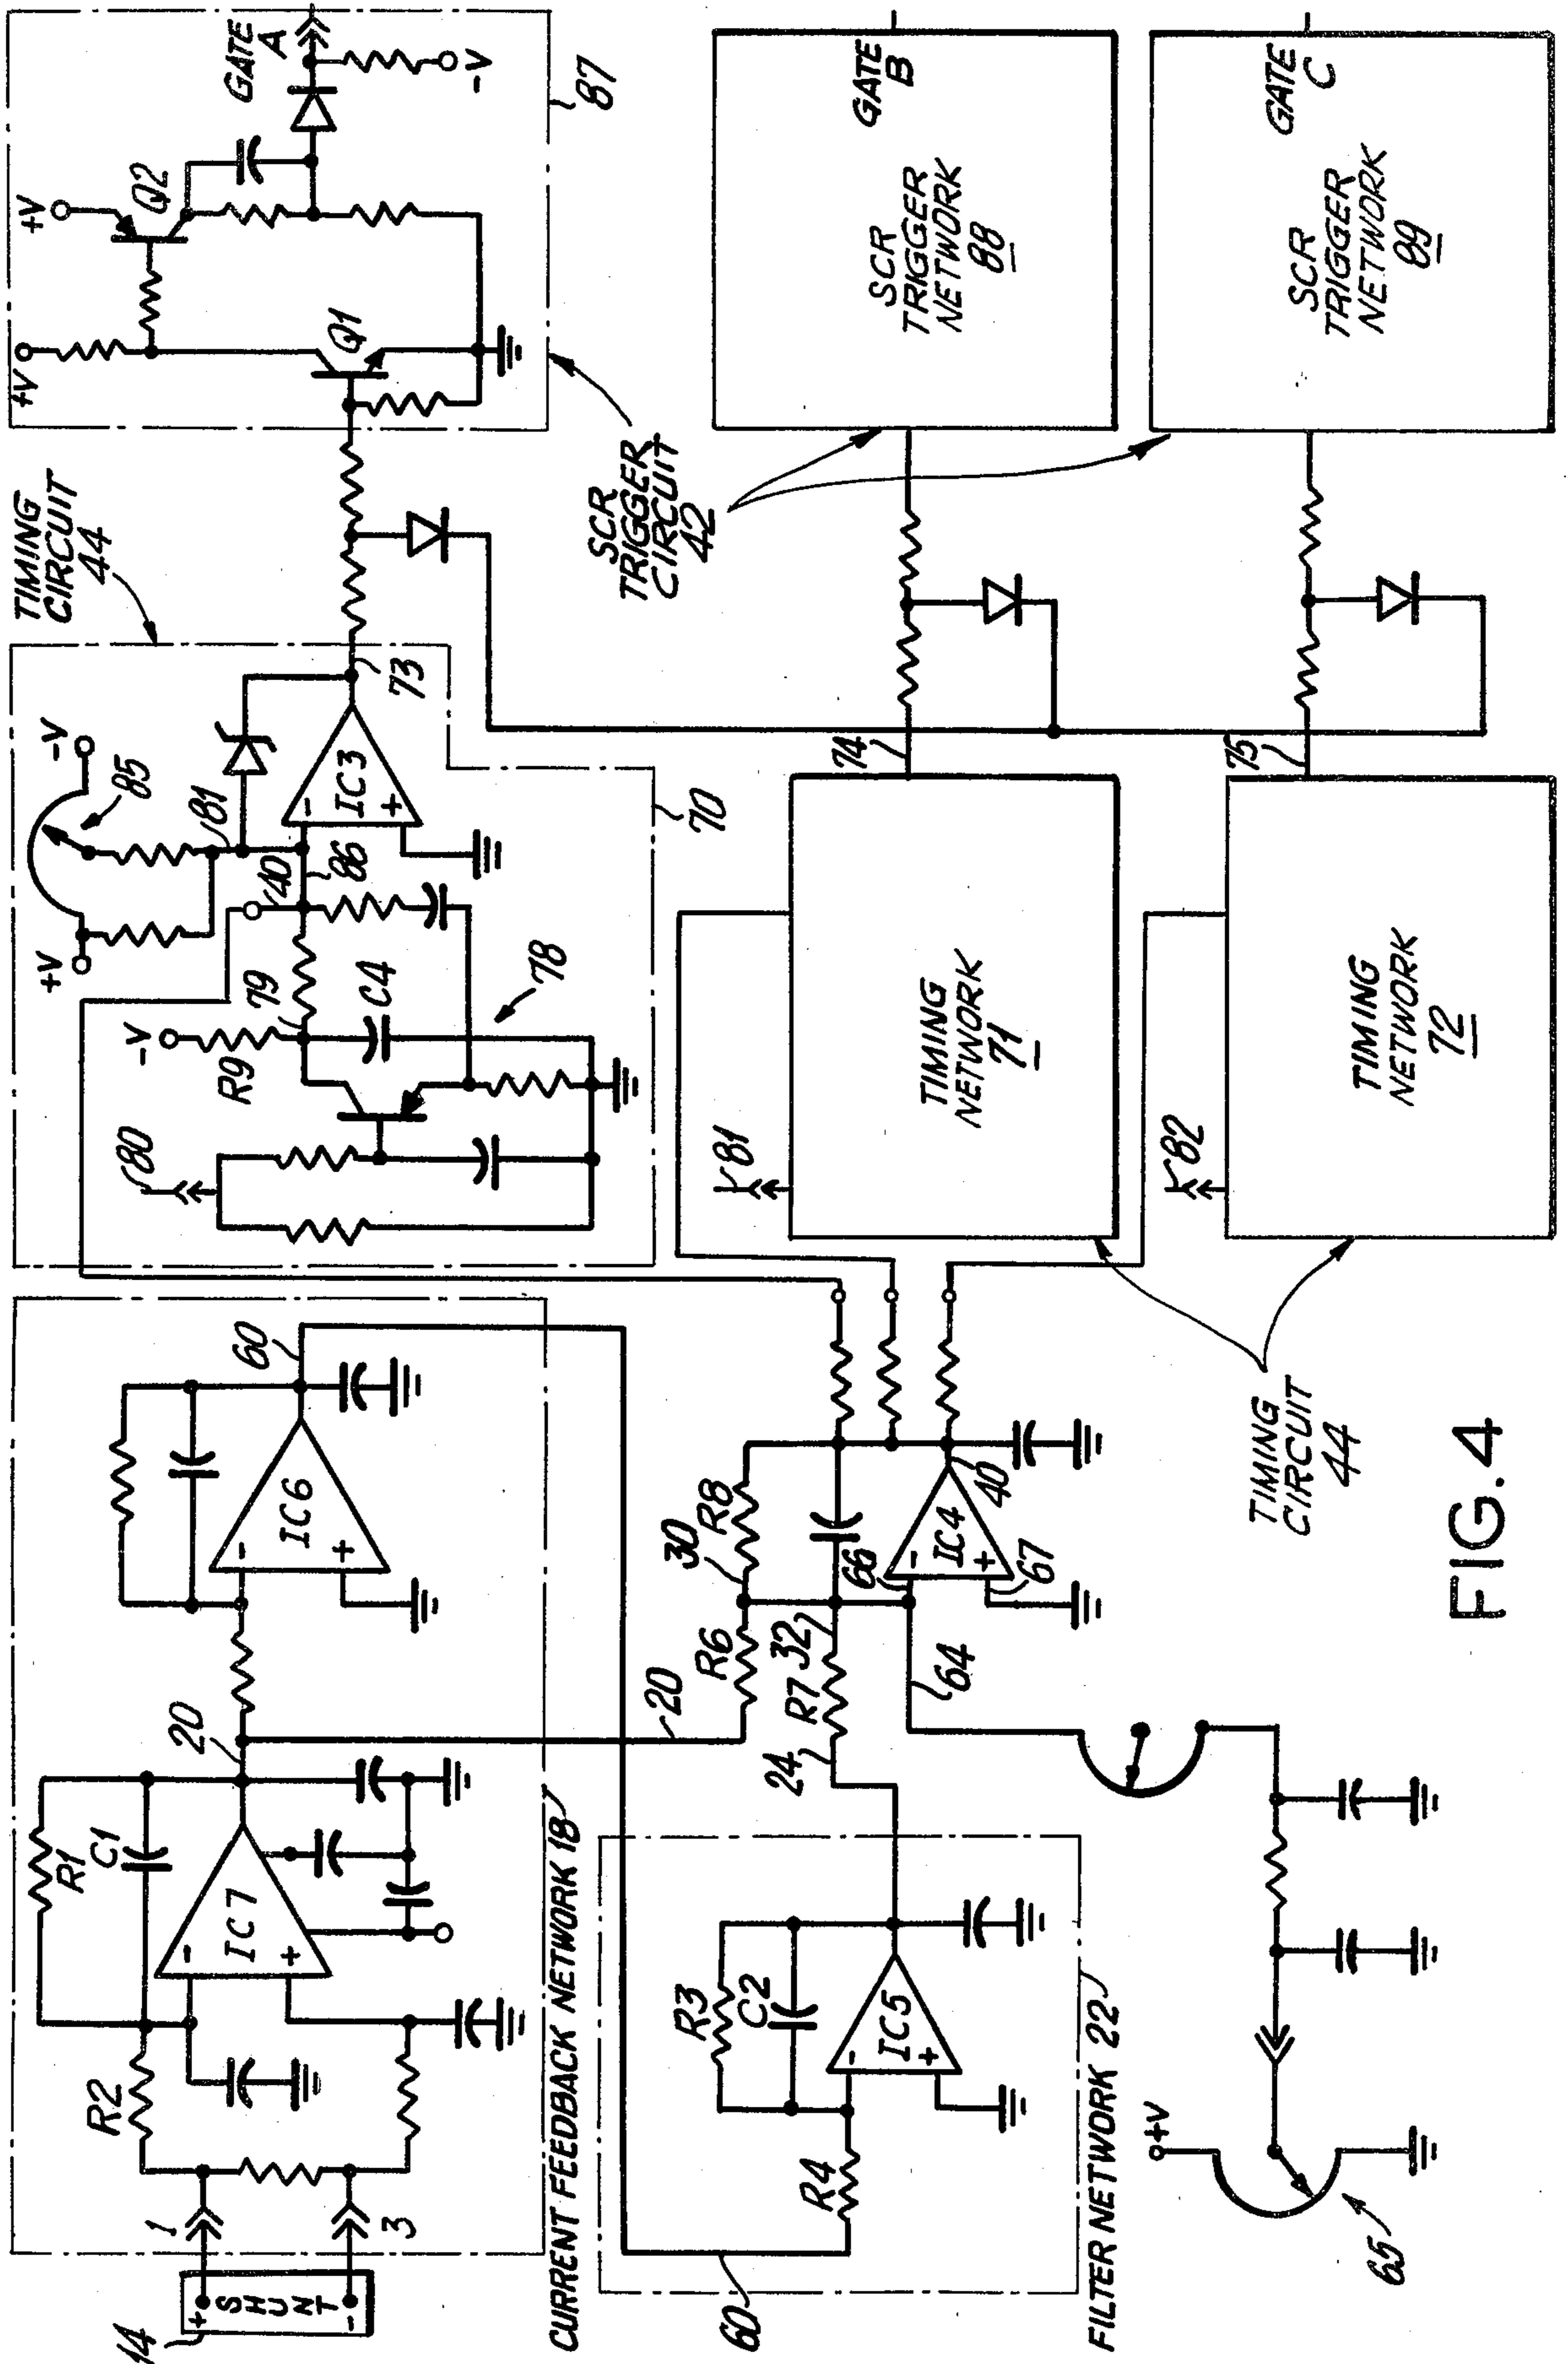 14
+
SHUNT
-
1
3
R2
R1
C1
-
IC7
+
20
-
IC6
+
60
CURRENT FEEDBACK NETWORK 18
20
60
R4
R3
C2
-
IC5
+
FILTER NETWORK 22
24
R7
32
R6
30
R8
66
-
IC4
+
67
40
64
+V
65
TIMING
CIRCUIT
44
80
-V
R9
79
C4
78
+V
-V
85
81
40
86
-
IC3
+
73
70
81
TIMING
NETWORK
71
74
82
TIMING
NETWORK
72
75
TIMING
CIRCUIT
44
SCR
TRIGGER
CIRCUIT
42
+V
+V
Q1
Q2
GATE
A
-V
87
GATE
B
SCR
TRIGGER
NETWORK
88
GATE
C
SCR
TRIGGER
NETWORK
89
FIG. 4